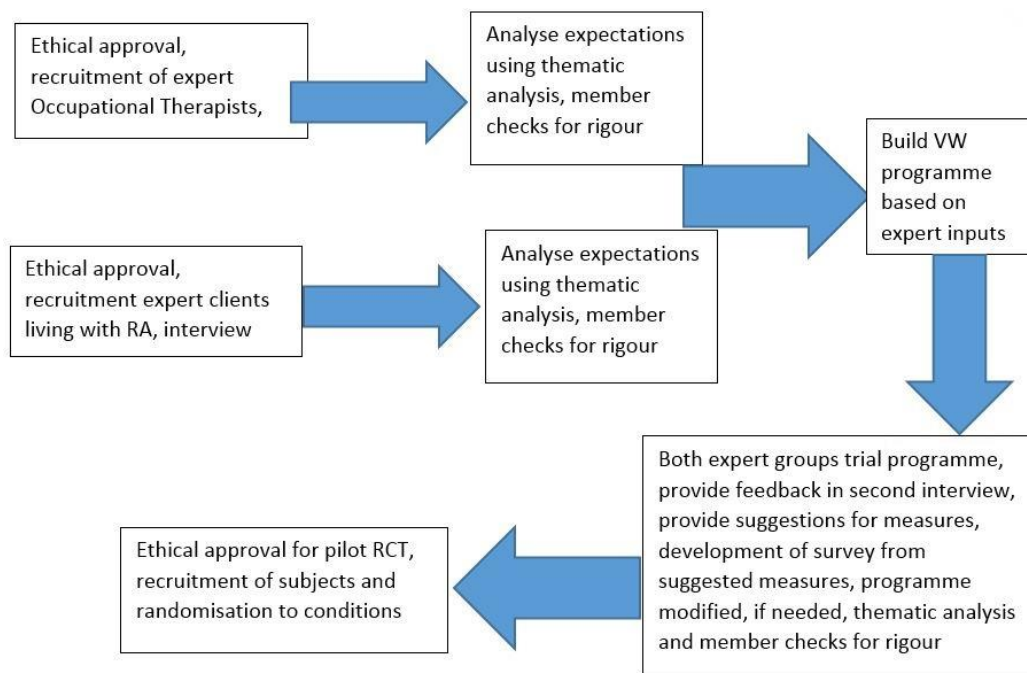 Ethical approval,
recruitment of expert
Occupational Therapists,
Analyse expectations
using thematic
analysis, member
checks for rigour
Ethical approval,
recruitment expert clients
living with RA, interview
Analyse expectations
using thematic
analysis, member
checks for rigour
Build VW
programme
based on
expert inputs
Both expert groups trial programme,
provide feedback in second interview,
provide suggestions for measures,
development of survey from
suggested measures, programme
modified, if needed, thematic analysis
and member checks for rigour
Ethical approval for pilot RCT,
recruitment of subjects and
randomisation to conditions